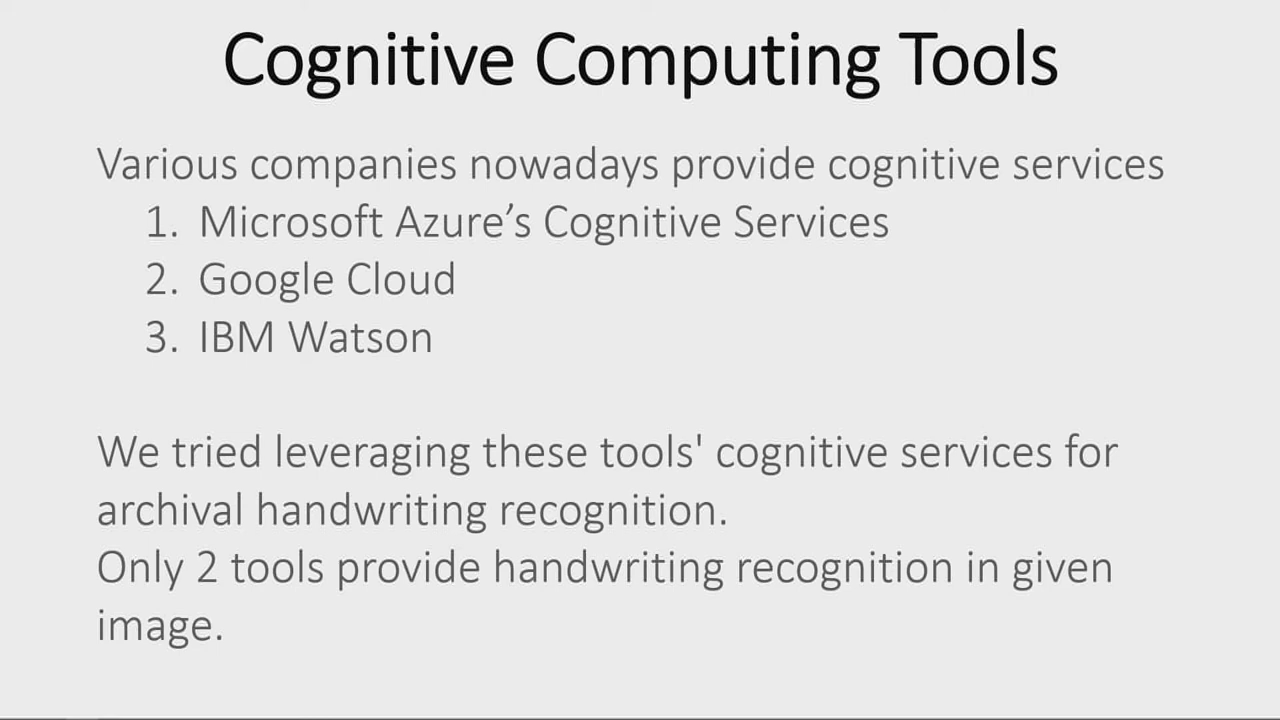 Cognitive Computing Tools
Various companies nowadays provide cognitive services
1. Microsoft Azure’s Cognitive Services
2. Google Cloud
3. IBM Watson
We tried leveraging these tools' cognitive services for
archival handwriting recognition.
Only 2 tools provide handwriting recognition in given
image.